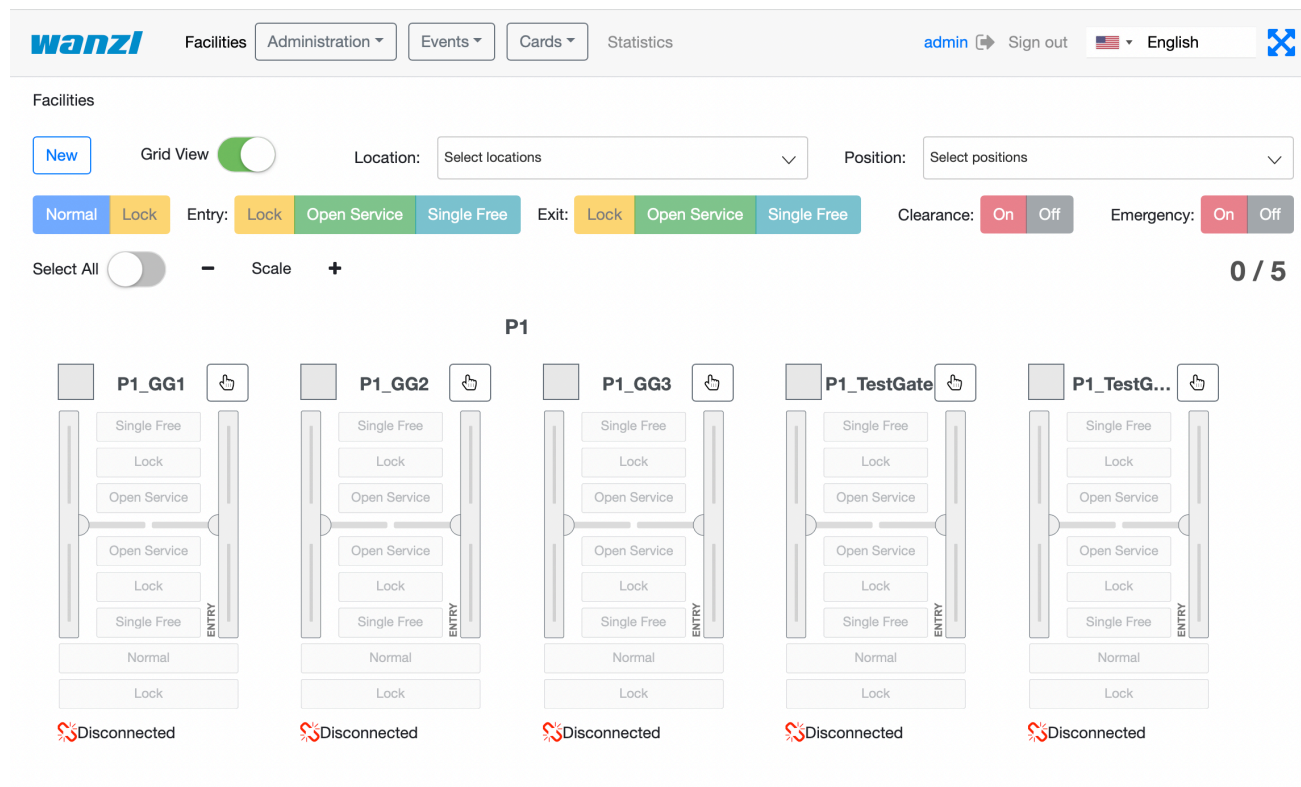 wanzl Facilities Administration Events Cards Statistics admin Sign out English
Facilities
New Grid View Location: Select locations Position: Select positions
Normal Lock Entry: Lock Open Service Single Free Exit: Lock Open Service Single Free Clearance: On Off Emergency: On Off
Select All - Scale + 0 / 5
P1
P1_GG1 P1_GG2 P1_GG3 P1_TestGate P1_TestG...
Single Free Single Free Single Free Single Free Single Free
Lock Lock Lock Lock Lock
Open Service Open Service Open Service Open Service Open Service
Open Service Open Service Open Service Open Service Open Service
Lock Lock Lock Lock Lock
Single Free ENTRY Single Free ENTRY Single Free ENTRY Single Free ENTRY Single Free ENTRY
Normal Normal Normal Normal Normal
Lock Lock Lock Lock Lock
Disconnected Disconnected Disconnected Disconnected Disconnected